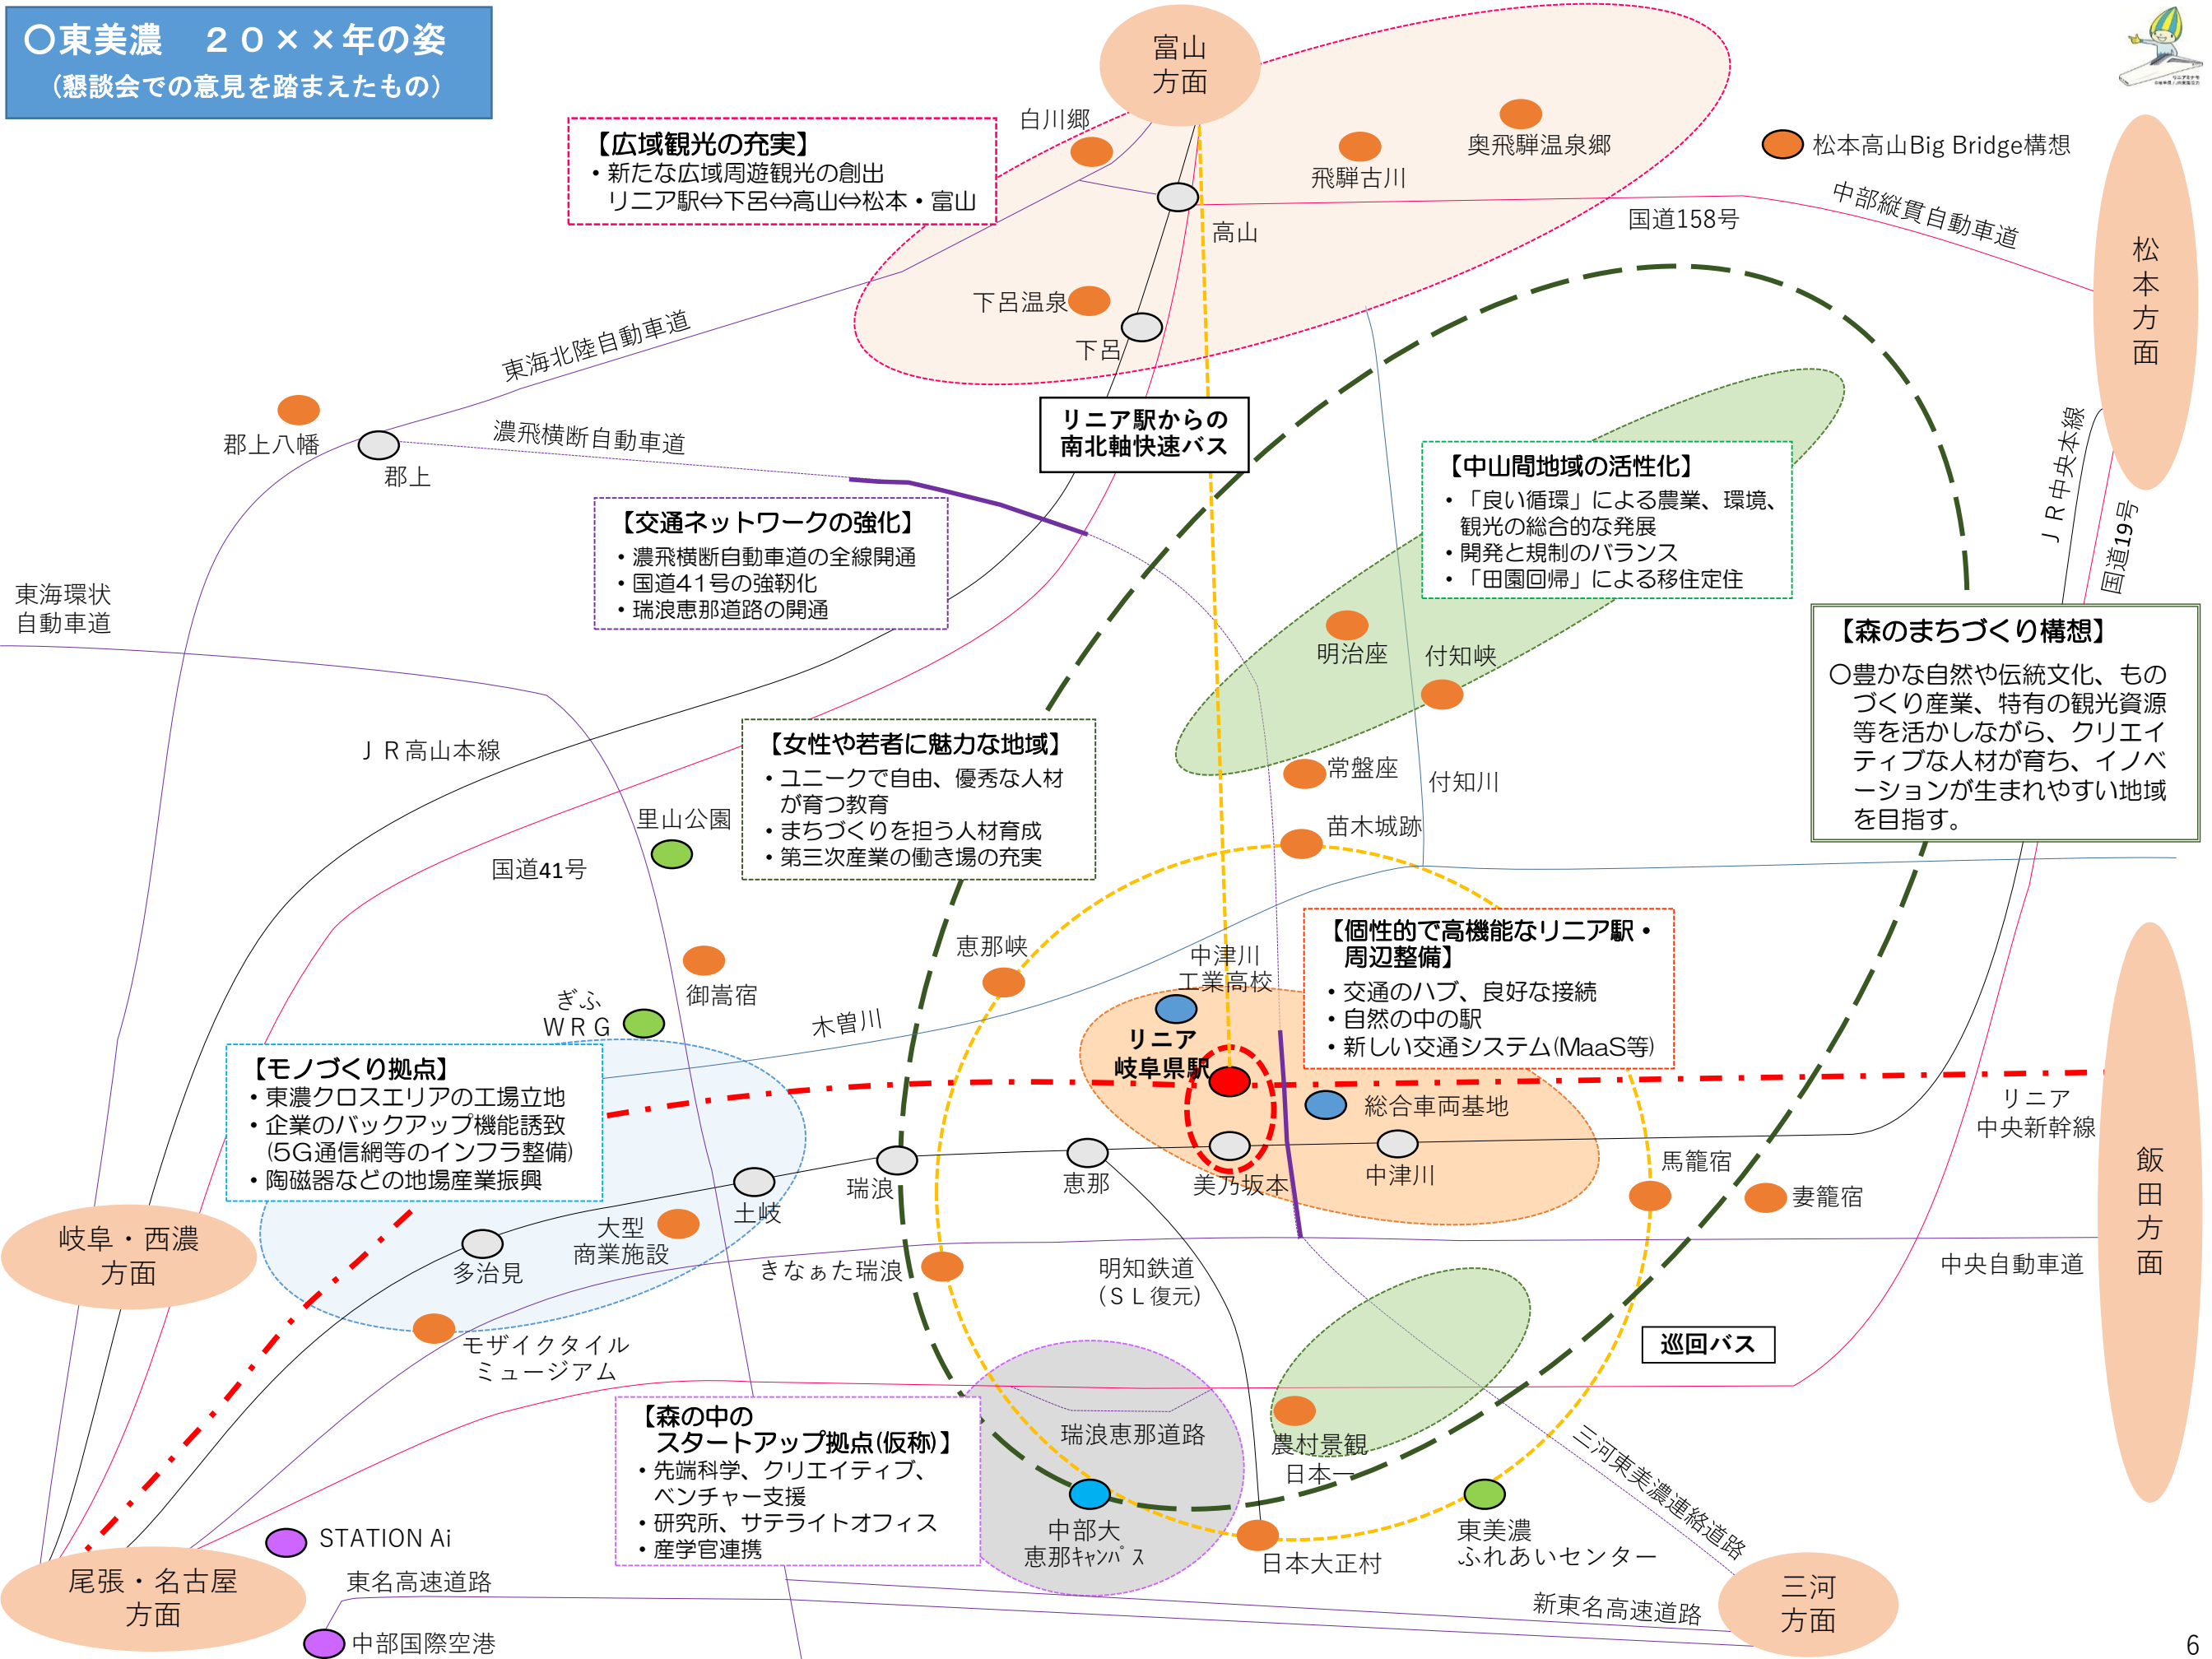 〇東美濃　２０××年の姿
（懇談会での意見を踏まえたもの）
富山
方面
白川郷
【広域観光の充実】
・新たな広域周遊観光の創出
リニア駅⇔下呂⇔高山⇔松本・富山
飛騨古川
奥飛騨温泉郷
松本高山Big Bridge構想
中部縦貫自動車道
国道158号
高山
松本方面
下呂温泉
下呂
東海北陸自動車道
リニア駅からの
南北軸快速バス
郡上八幡
郡上
濃飛横断自動車道
【中山間地域の活性化】
・「良い循環」による農業、環境、
観光の総合的な発展
・開発と規制のバランス
・「田園回帰」による移住定住
ＪＲ中央本線
国道19号
【交通ネットワークの強化】
・濃飛横断自動車道の全線開通
・国道４１号の強靭化
・瑞浪恵那道路の開通
東海環状
自動車道
【森のまちづくり構想】
〇豊かな自然や伝統文化、もの
づくり産業、特有の観光資源
等を活かしながら、クリエイ
ティブな人材が育ち、イノベ
ーションが生まれやすい地域
を目指す。
明治座
付知峡
ＪＲ高山本線
【女性や若者に魅力な地域】
・ユニークで自由、優秀な人材
が育つ教育
・まちづくりを担う人材育成
・第三次産業の働き場の充実
常盤座
付知川
里山公園
国道41号
苗木城跡
恵那峡
中津川
工業高校
【個性的で高機能なリニア駅・
周辺整備】
・交通のハブ、良好な接続
・自然の中の駅
・新しい交通システム(MaaS等)
御嵩宿
ぎふ
ＷＲＧ
木曽川
リニア
岐阜県駅
総合車両基地
リニア
中央新幹線
【モノづくり拠点】
・東濃クロスエリアの工場立地
・企業のバックアップ機能誘致
(５Ｇ通信網等のインフラ整備)
・陶磁器などの地場産業振興
瑞浪
恵那
美乃坂本
中津川
馬籠宿
妻籠宿
飯田方面
土岐
大型
商業施設
多治見
岐阜・西濃
方面
きなぁた瑞浪
明知鉄道
（ＳＬ復元）
中央自動車道
モザイクタイル
ミュージアム
巡回バス
【森の中の
スタートアップ拠点(仮称)】
・先端科学、クリエイティブ、
ベンチャー支援
・研究所、サテライトオフィス
・産学官連携
瑞浪恵那道路
農村景観
日本一
三河東美濃連絡道路
中部大
恵那ｷｬﾝﾊﾟｽ
日本大正村
東美濃
ふれあいセンター
STATION Ai
尾張・名古屋
方面
東名高速道路
新東名高速道路
三河
方面
中部国際空港
6